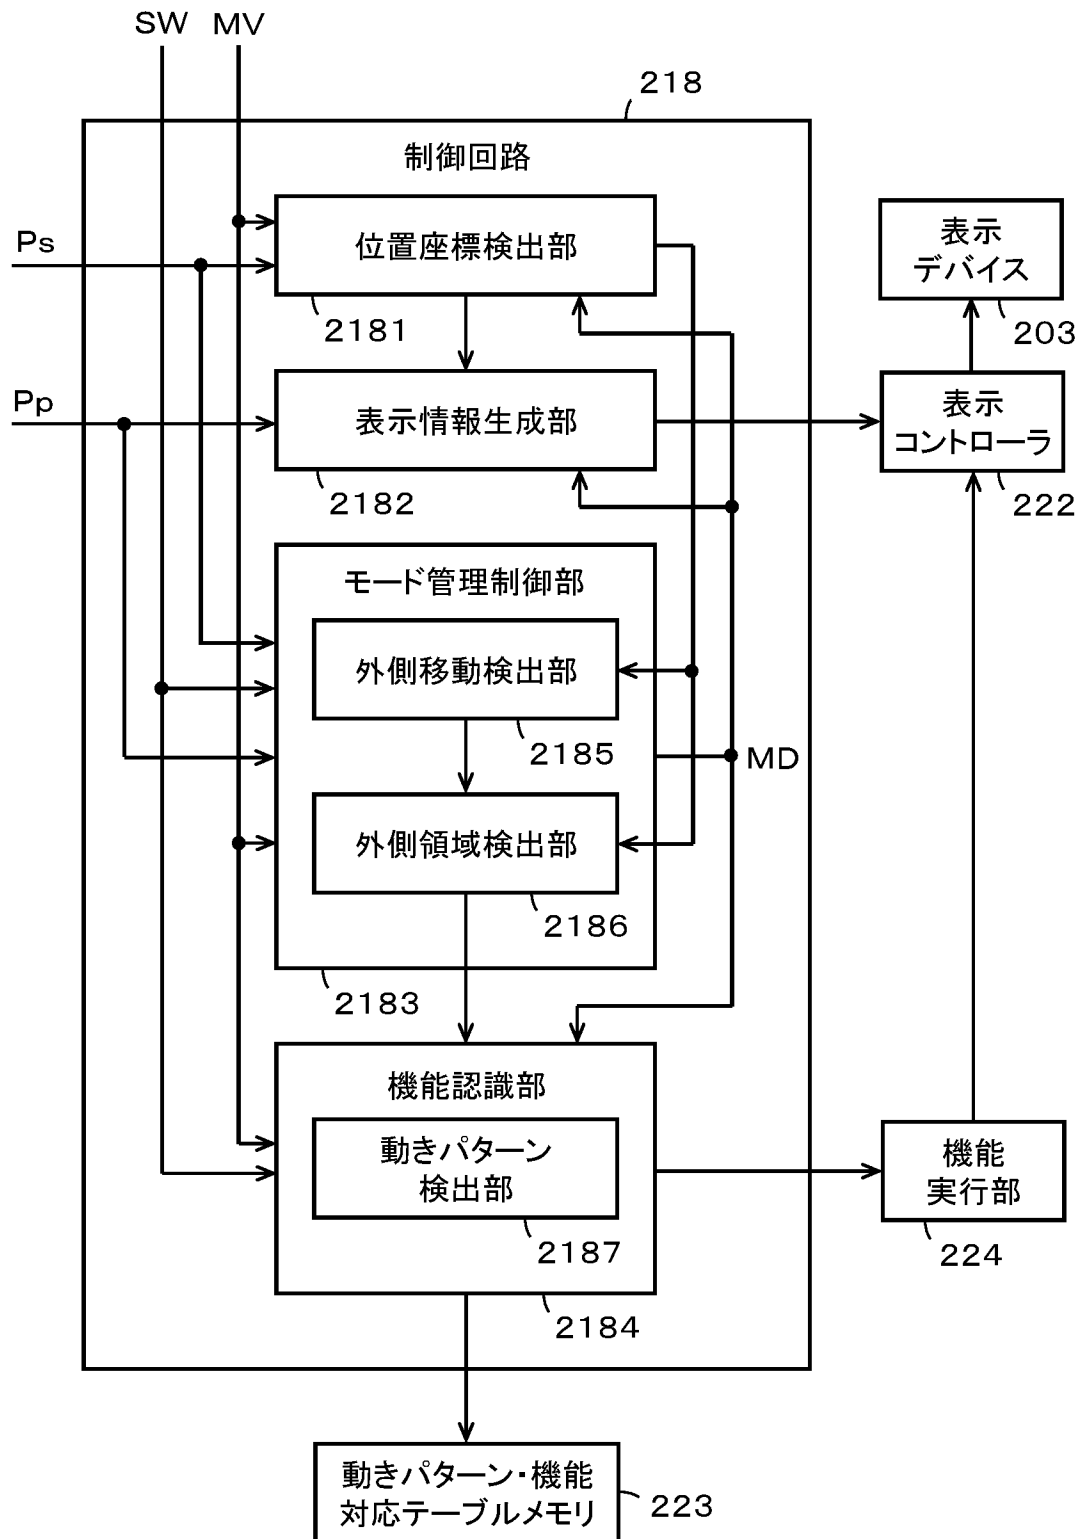 SW
MV
218
制御回路
Ps
位置座標検出部
2181
表示
デバイス
203
Pp
表示情報生成部
2182
表示
コントローラ
222
モード管理制御部
外側移動検出部
2185
MD
外側領域検出部
2186
2183
機能認識部
動きパターン
検出部
2187
2184
機能
実行部
224
動きパターン・機能
対応テーブルメモリ
223